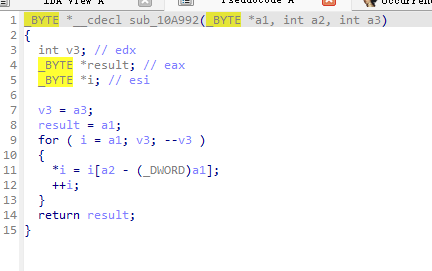 IDA View A
Pseudocode A
Occurren
1 _BYTE *__cdecl sub_10A992(_BYTE *a1, int a2, int a3)
2 {
3 int v3; // edx
4 _BYTE *result; // eax
5 _BYTE *i; // esi
6
7 v3 = a3;
8 result = a1;
9 for ( i = a1; v3; --v3 )
10 {
11 *i = i[a2 - (_DWORD)a1];
12 ++i;
13 }
14 return result;
15 }